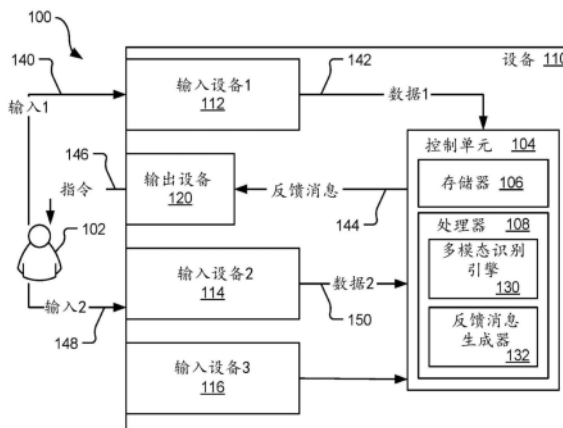 100
设备 110
140
142
输入设备1
112
数据1
输入1
控制单元 104
146
存储器
106
指令
输出设备
120
反馈消息
144
处理器 108
102
多模态识别
引擎
130
输入设备2
114
数据2
输入2
150
148
反馈消息
生成器
132
输入设备3
116